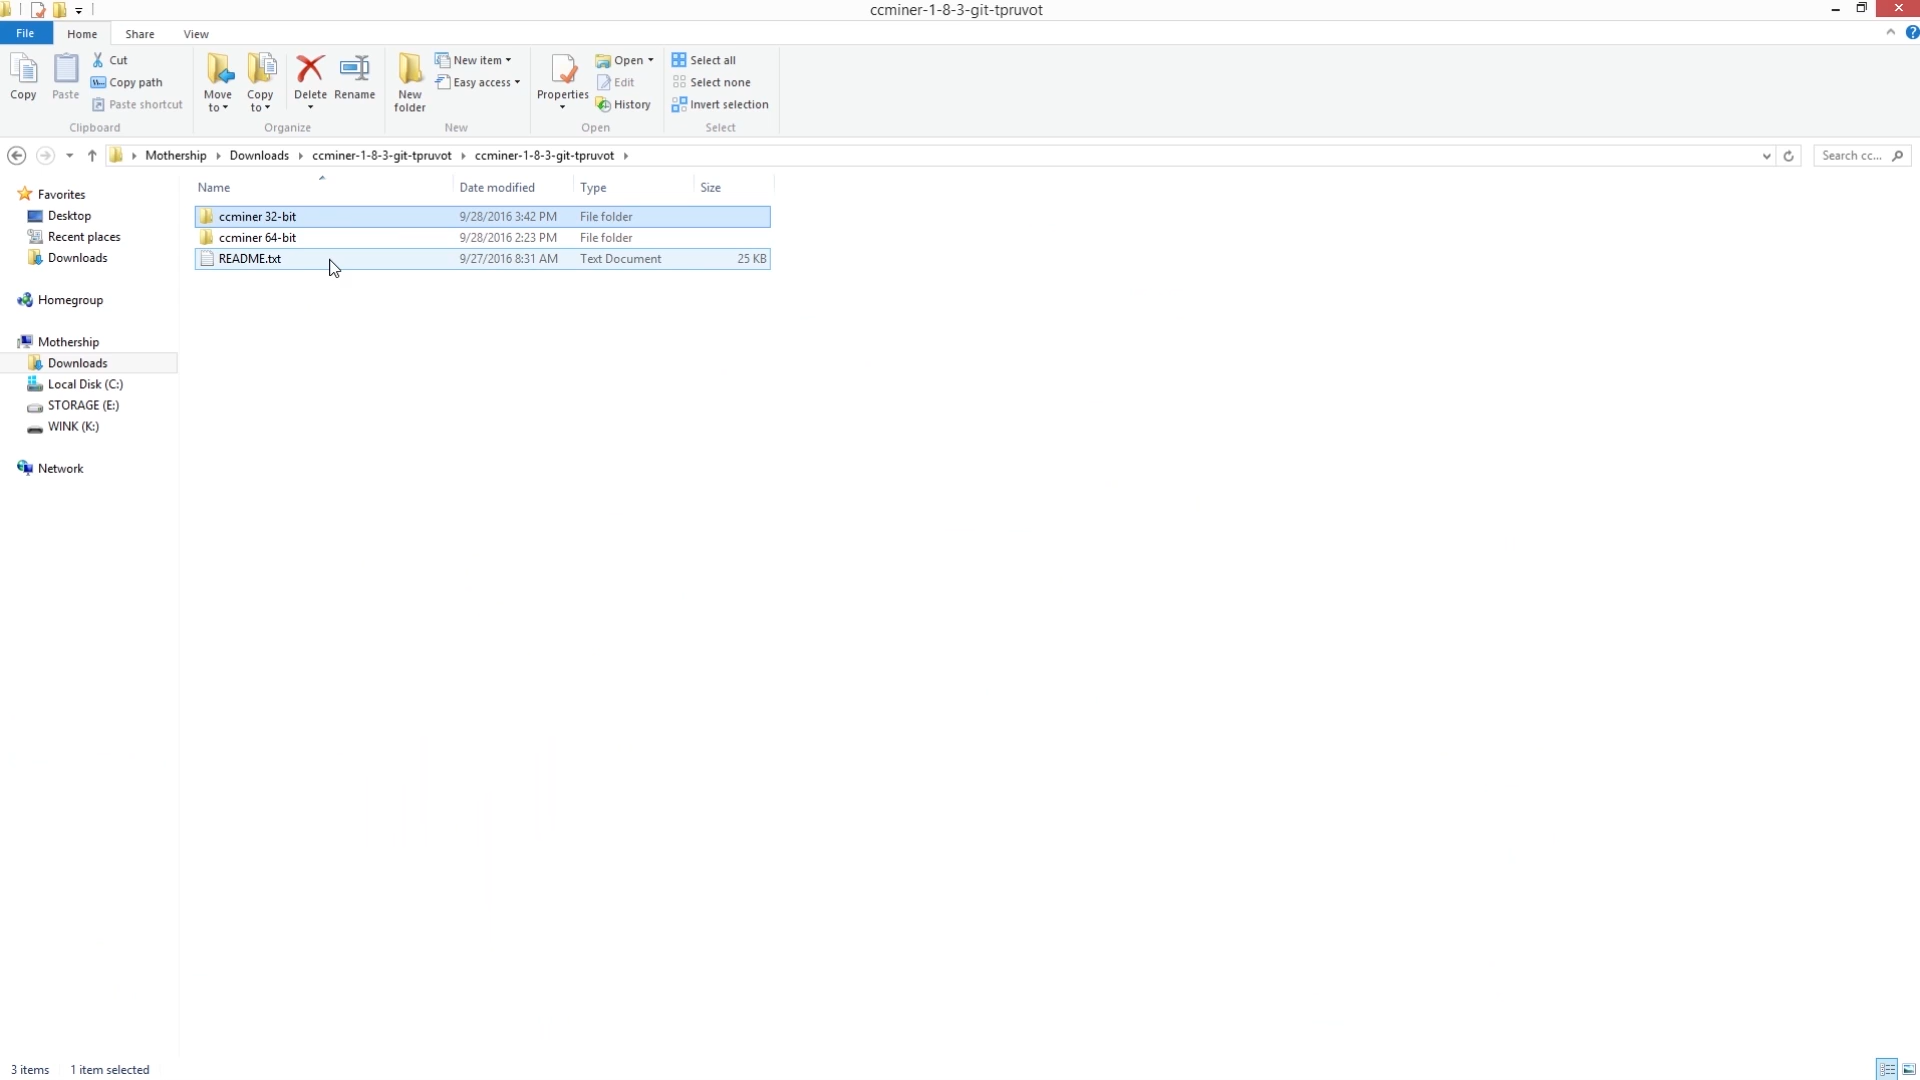 ccminer-1-8-3-git-tpruvot
File Home Share View
Copy
Paste
Cut
Copy path
Paste shortcut
Clipboard
Move to
Copy to
Delete
Rename
Organize
New folder
New item
Easy access
New
Properties
Open
Edit
History
Open
Select all
Select none
Invert selection
Select
Mothership Downloads ccminer-1-8-3-git-tpruvot ccminer-1-8-3-git-tpruvot
Search cc...
Favorites
Desktop
Recent places
Downloads
Homegroup
Mothership
Downloads
Local Disk (C:)
STORAGE (E:)
WINK (K:)
Network
Name Date modified Type Size
ccminer 32-bit 9/28/2016 3:42 PM File folder
ccminer 64-bit 9/28/2016 2:23 PM File folder
README.txt 9/27/2016 8:31 AM Text Document 25 KB
3 items 1 item selected